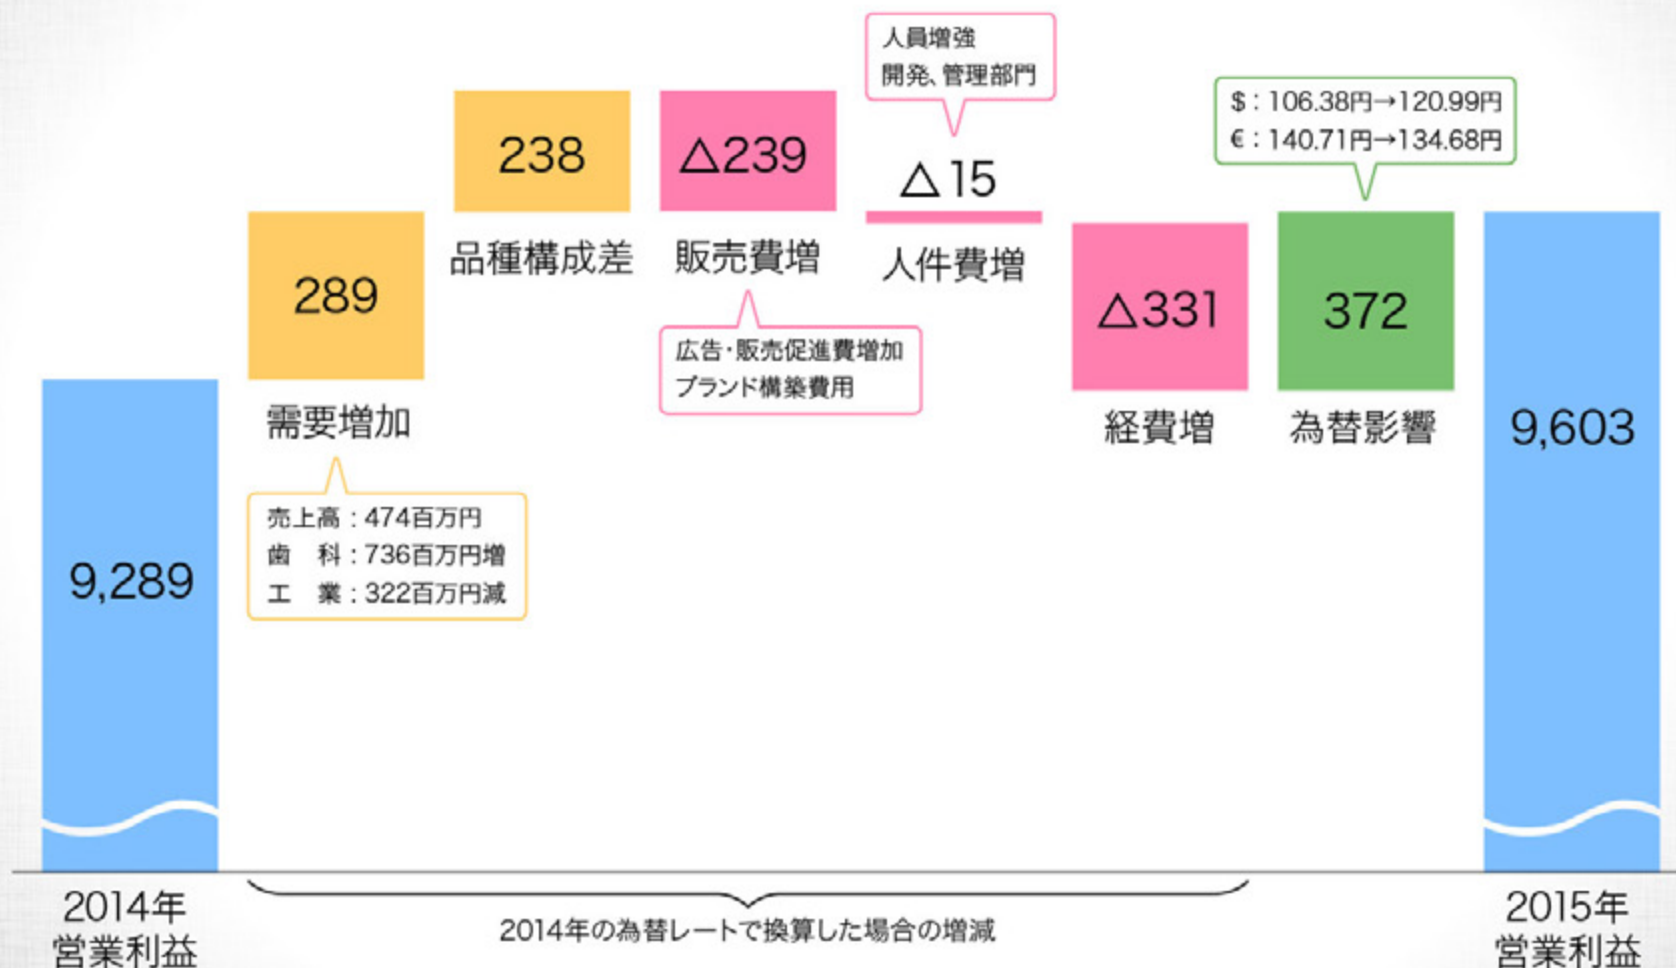 人員増強
開発、管理部門
$：106.38円→120.99円
€：140.71円→134.68円
238
△239
△15
289
品種構成差
販売費増
人件費増
△331
372
広告・販売促進費増加
ブランド構築費用
需要増加
経費増
為替影響
9,603
売上高：474百万円
歯　科：736百万円増
工　業：322百万円減
9,289
2014年
営業利益
2014年の為替レートで換算した場合の増減
2015年
営業利益